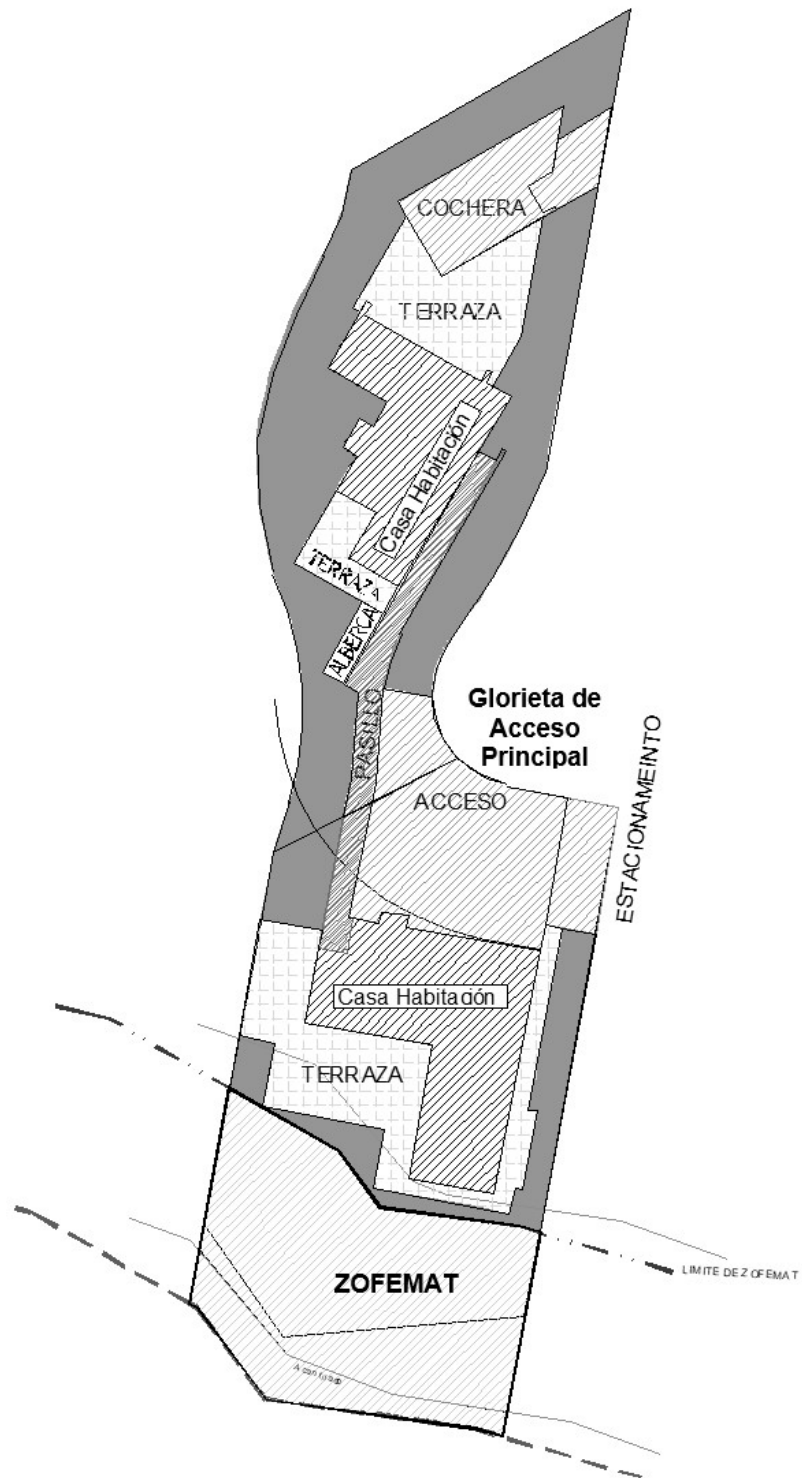 COCHERA
TERRAZA
Casa Habitación
TERRAZA
ALBERCA
PASILLO
Glorieta de
Acceso
Principal
ACCESO
ESTACIONAMEINTO
Casa Habitación
TERRAZA
LIMITE DE ZOFEMAT
ZOFEMAT
Acantilado